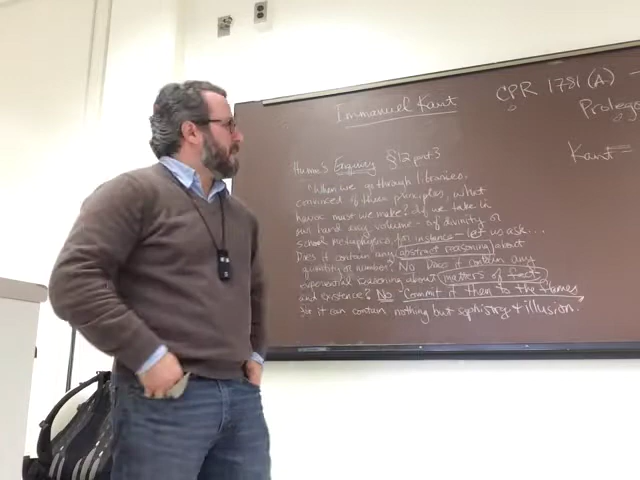 Immanuel Kant
CPR 1781 (A)
Prolego
Kant =
Hume's Enquiry §12 part 3
"When we go through libraries,
convinced of these principles, what
havoc must we make? If we take in
our hand any volume - of divinity or
school metaphysics, for instance - let us ask...
Does it contain any abstract reasoning about
quantity or number? No Does it contain any
experiential reasoning about matters of fact
and existence? No Commit it then to the flames
for it can contain nothing but sophistry & illusion.